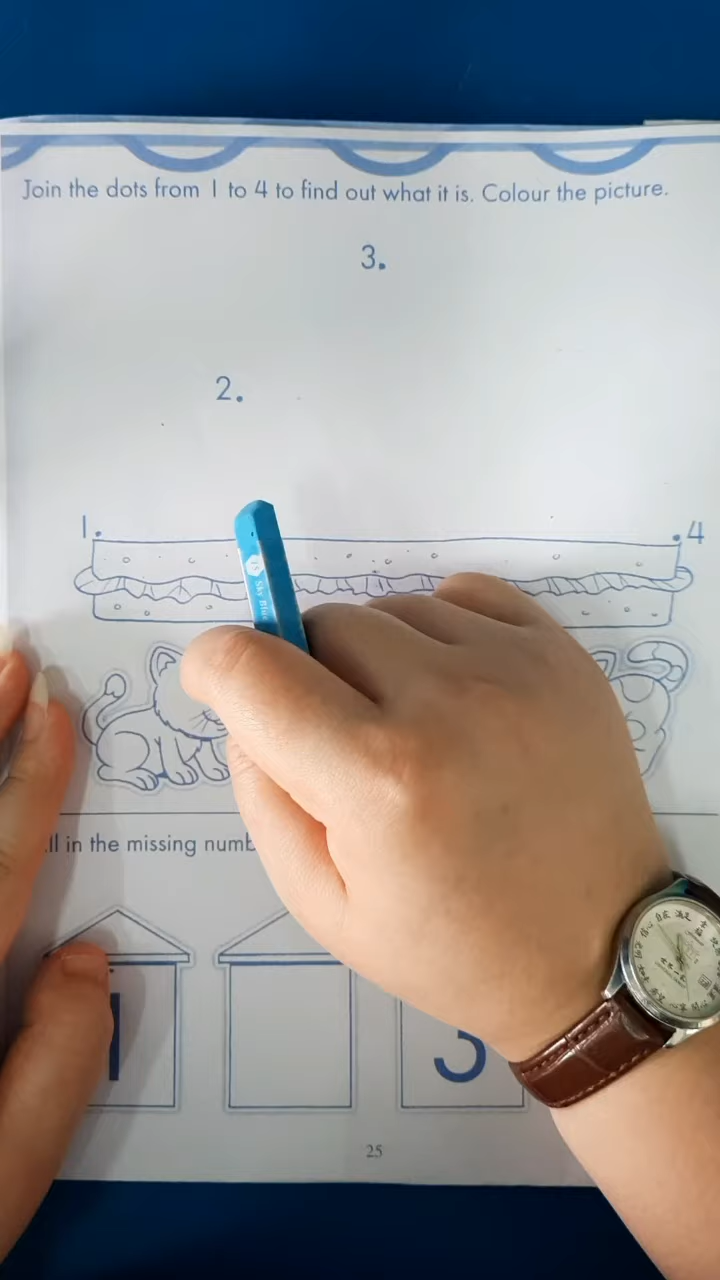 Join the dots from 1 to 4 to find out what it is. Colour the picture.
3.
2.
1.
.4
15 Sky Blue
ll in the missing numb
1
3
25